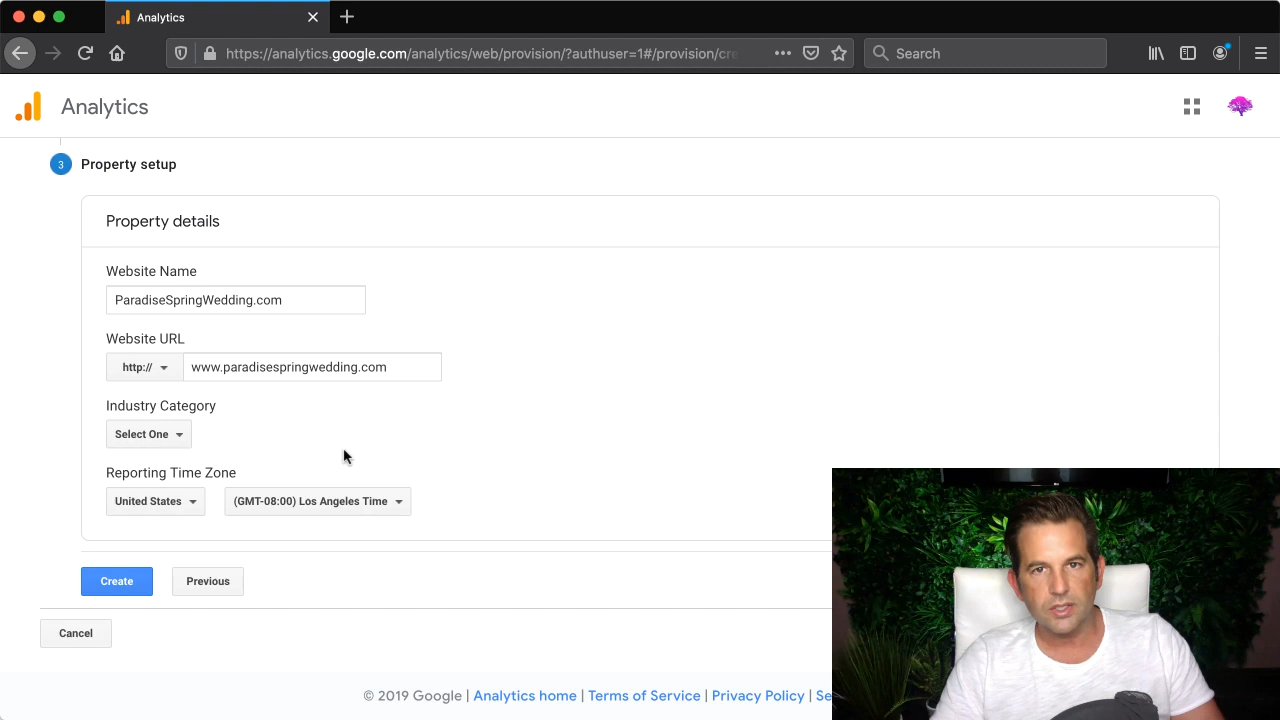 Analytics
https://analytics.google.com/analytics/web/provision/?authuser=1#/provision/cre
Search
Analytics
3 Property setup
Property details
Website Name
ParadiseSpringWedding.com
Website URL
http:// www.paradisespringwedding.com
Industry Category
Select One
Reporting Time Zone
United States (GMT-08:00) Los Angeles Time
Create Previous
Cancel
© 2019 Google | Analytics home | Terms of Service | Privacy Policy | Se